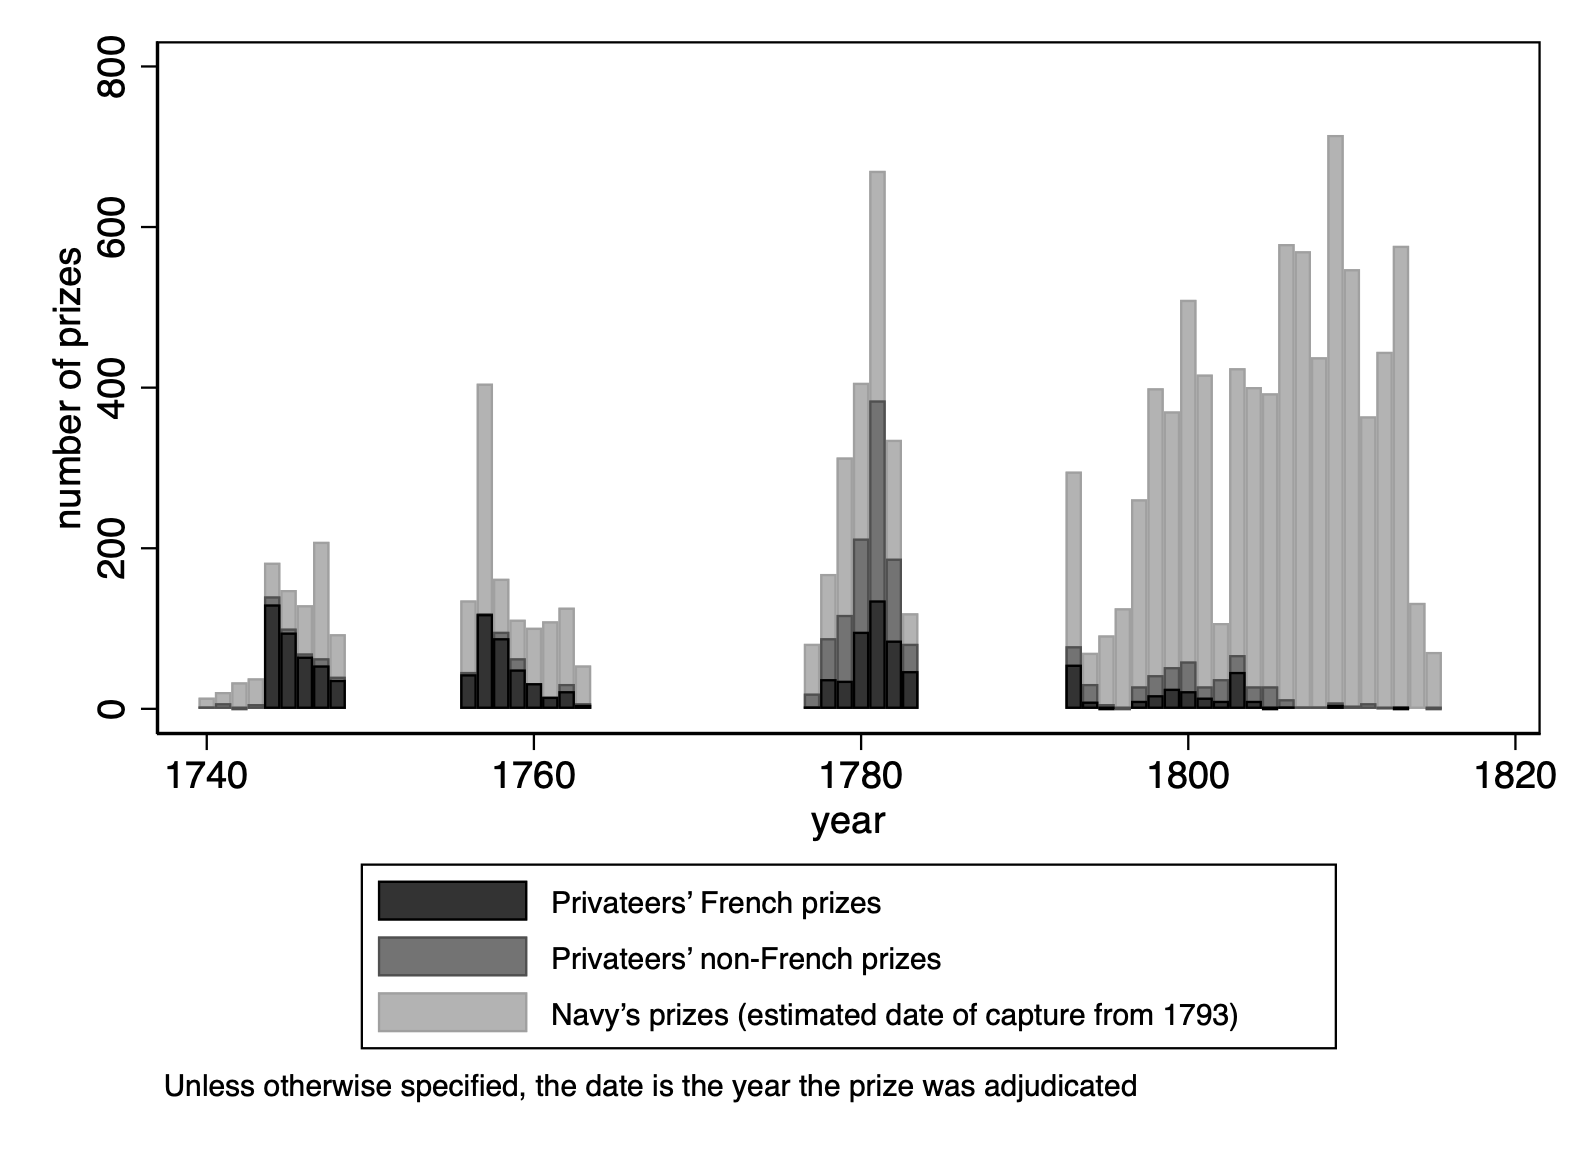 800
600
400
200
0
number of prizes
1740 1760 1780 1800 1820
year
Privateers’ French prizes
Privateers’ non-French prizes
Navy’s prizes (estimated date of capture from 1793)
Unless otherwise specified, the date is the year the prize was adjudicated